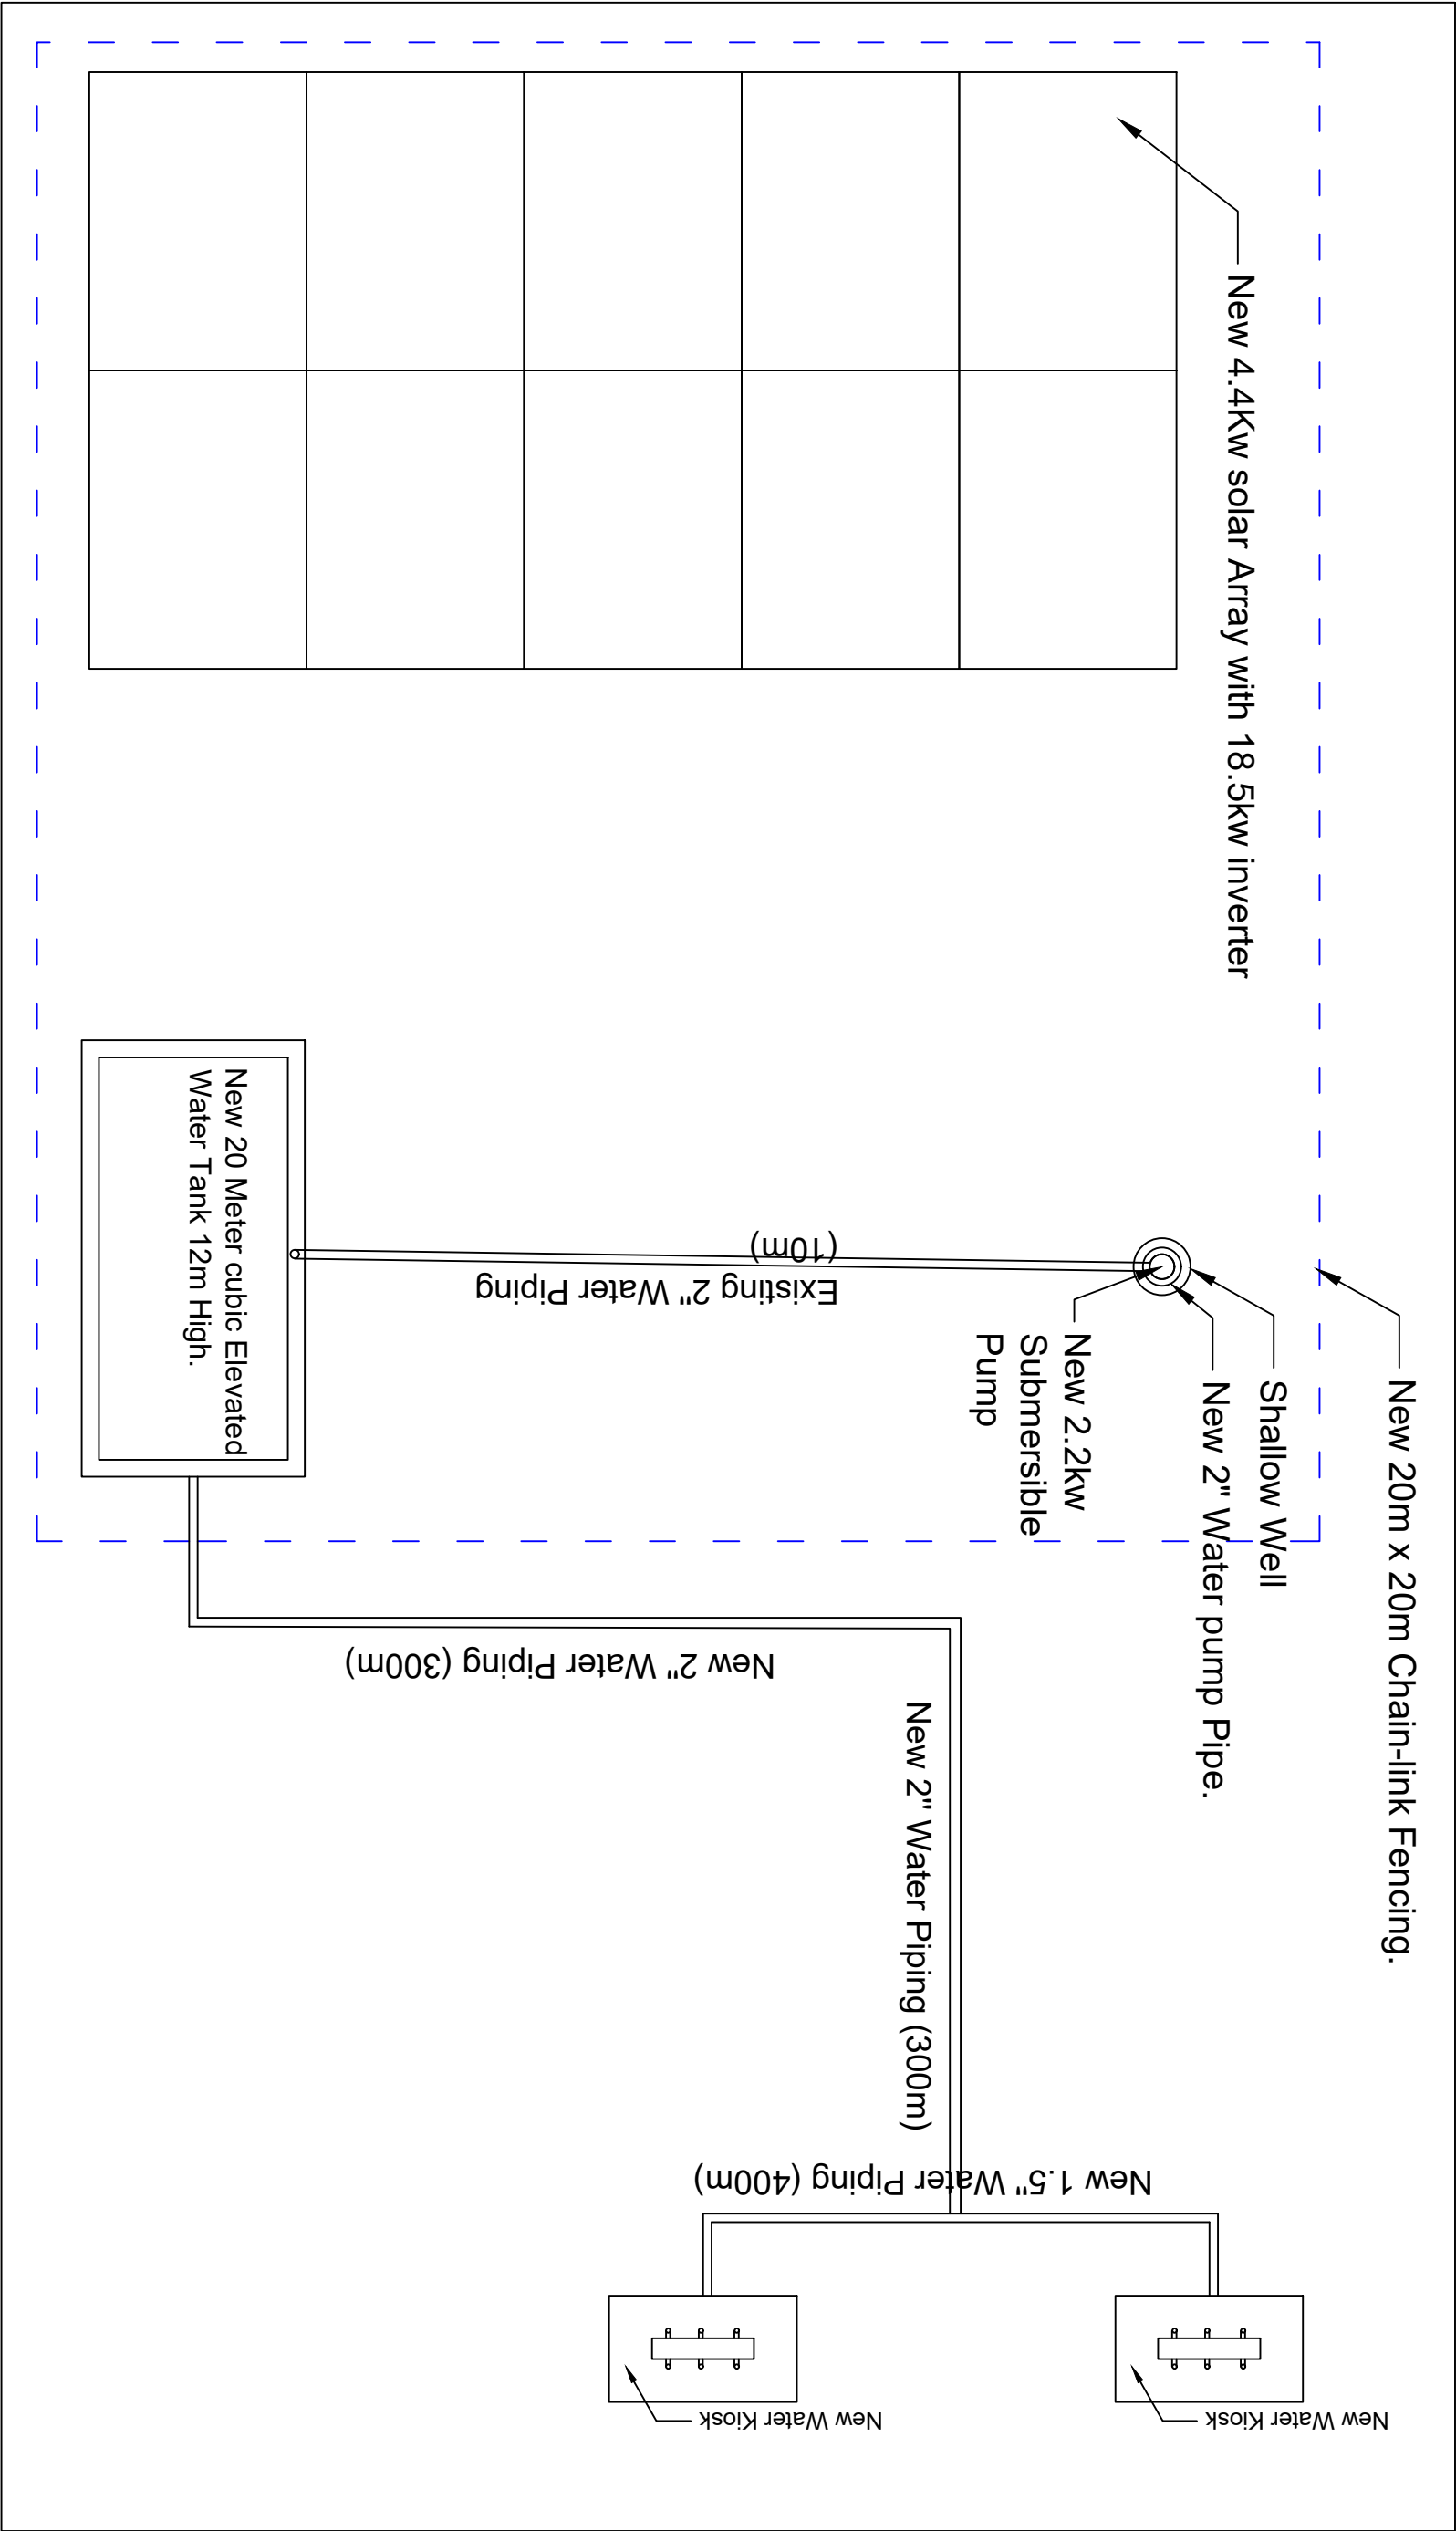 New 20m x 20m Chain-link Fencing.
Shallow Well
New 2" Water pump Pipe.
New 4.4Kw solar Array with 18.5kw inverter
New 2.2kw
Submersible
Pump
Existing 2" Water Piping
(10m)
New 20 Meter cubic Elevated
Water Tank 12m High.
New 2" Water Piping (300m)
New 2" Water Piping (300m)
New 1.5" Water Piping (400m)
New Water Kiosk
New Water Kiosk